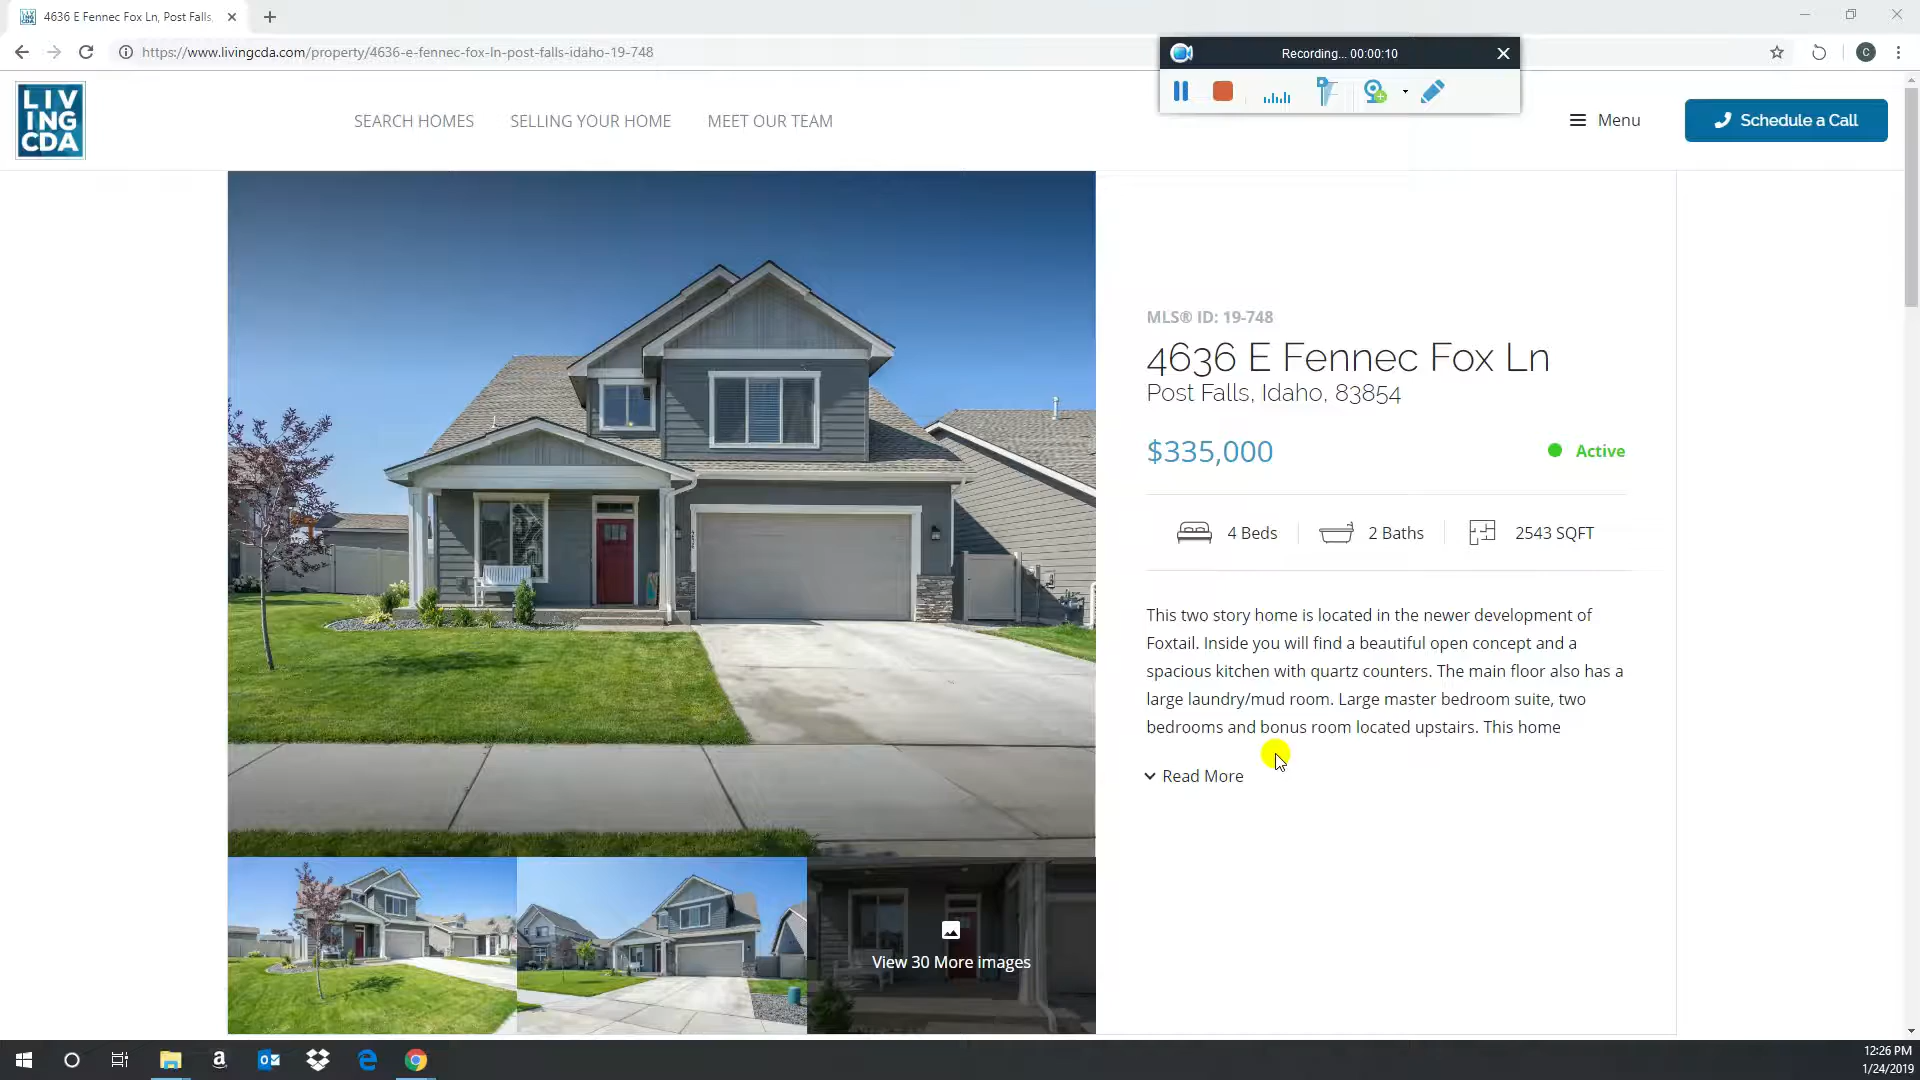 4636 E Fennec Fox Ln, Post Falls,
https://www.livingcda.com/property/4636-e-fennec-fox-ln-post-falls-idaho-19-748
Recording... 00:00:10
LIV
ING
CDA
SEARCH HOMES
SELLING YOUR HOME
MEET OUR TEAM
Menu
Schedule a Call
MLS® ID: 19-748
4636 E Fennec Fox Ln
Post Falls, Idaho, 83854
$335,000
Active
4 Beds
2 Baths
2543 SQFT
This two story home is located in the newer development of
Foxtail. Inside you will find a beautiful open concept and a
spacious kitchen with quartz counters. The main floor also has a
large laundry/mud room. Large master bedroom suite, two
bedrooms and bonus room located upstairs. This home
Read More
View 30 More images
12:26 PM
1/24/2019